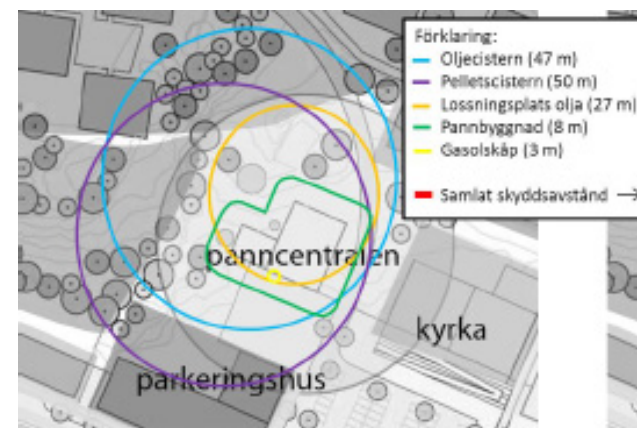 Förklaring:
Oljecistern (47 m)
Pelletscistern (50 m)
Lossningsplats olja (27 m)
Pannbyggnad (8 m)
Gasolskåp (3 m)
Samlat skyddsavstånd →
panncentralen
kyrka
parkeringshus